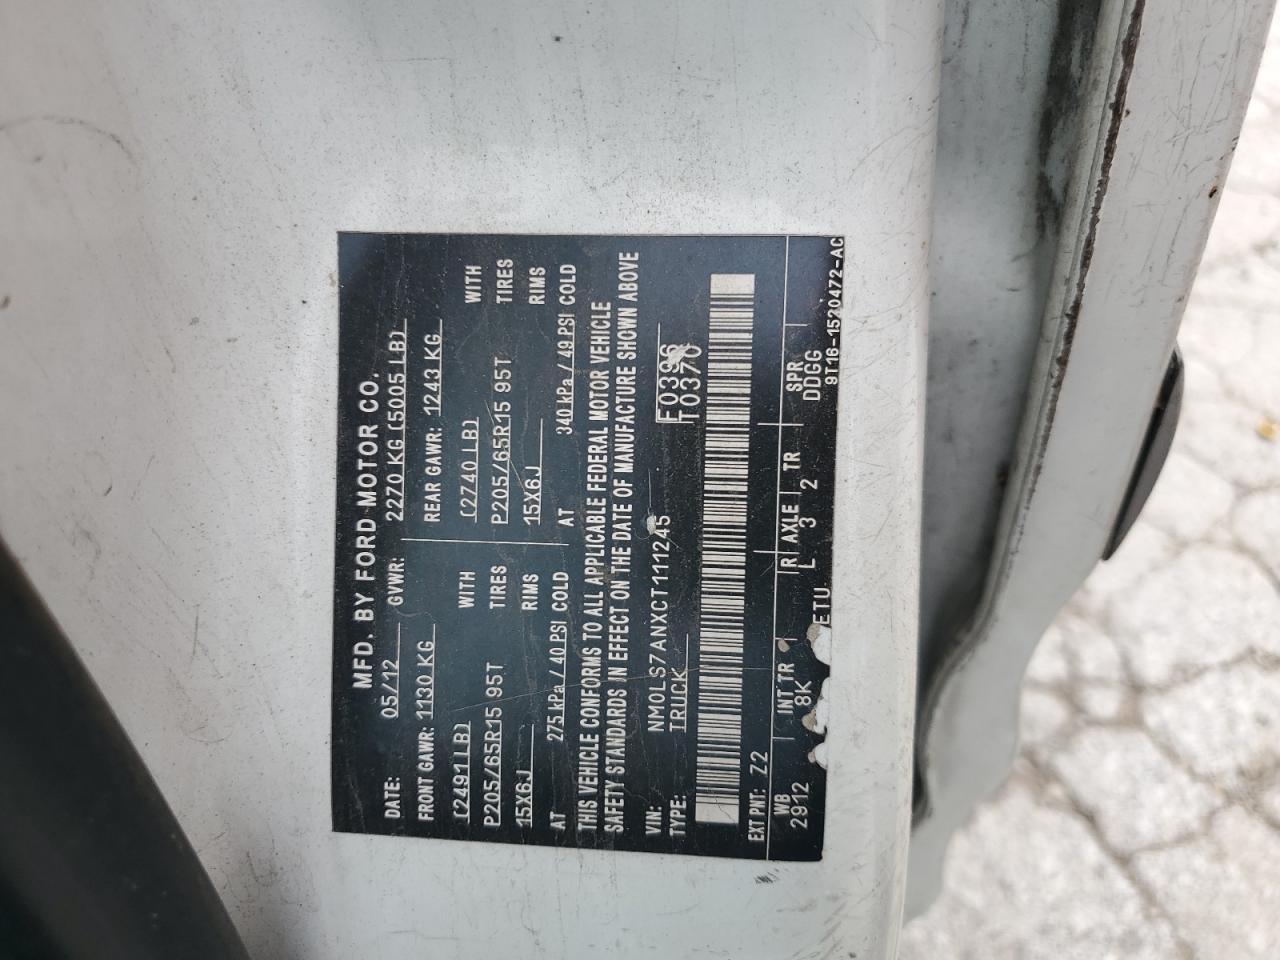 MFD. BY FORD MOTOR CO.
DATE: 05/12 GVWR: 2270 KG (5005 LB)
FRONT GAWR: 1130 KG REAR GAWR: 1243 KG
(2491 LB) WITH (2740 LB) WITH
P205/65R15 95T TIRES P205/65R15 95T TIRES
15X6J RIMS 15X6J RIMS
AT 275 kPa / 40 PSI COLD AT 340 kPa / 49 PSI COLD
THIS VEHICLE CONFORMS TO ALL APPLICABLE FEDERAL MOTOR VEHICLE
SAFETY STANDARDS IN EFFECT ON THE DATE OF MANUFACTURE SHOWN ABOVE
VIN: NM0LS7ANXCT111245 F0396
TYPE: TRUCK T0370
EXT PNT: Z2
WB INT TR R AXLE TR SPR
2912 8K L 3 2 DDGG
ETU 9T16-1520472-AC